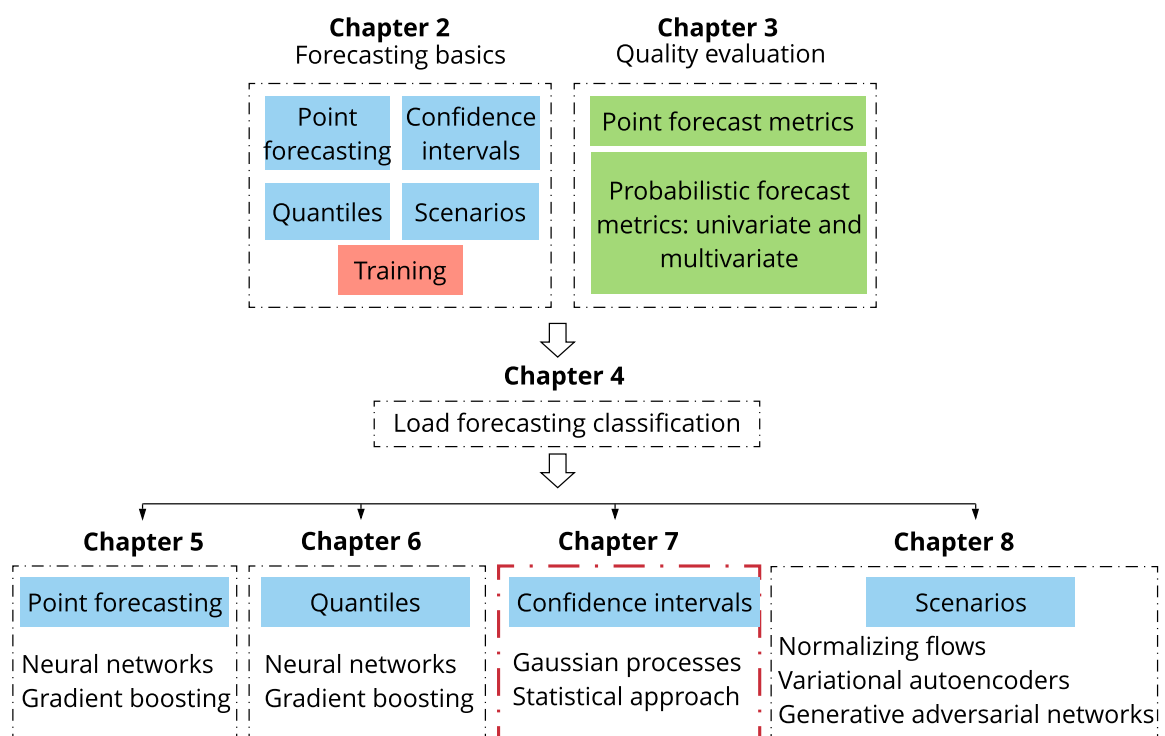 Chapter 2
Forecasting basics
Point
forecasting
Confidence
intervals
Quantiles
Scenarios
Training
Chapter 3
Quality evaluation
Point forecast metrics
Probabilistic forecast
metrics: univariate and
multivariate
Chapter 4
Load forecasting classification
Chapter 5
Point forecasting
Neural networks
Gradient boosting
Chapter 6
Quantiles
Neural networks
Gradient boosting
Chapter 7
Confidence intervals
Gaussian processes
Statistical approach
Chapter 8
Scenarios
Normalizing flows
Variational autoencoders
Generative adversarial networks